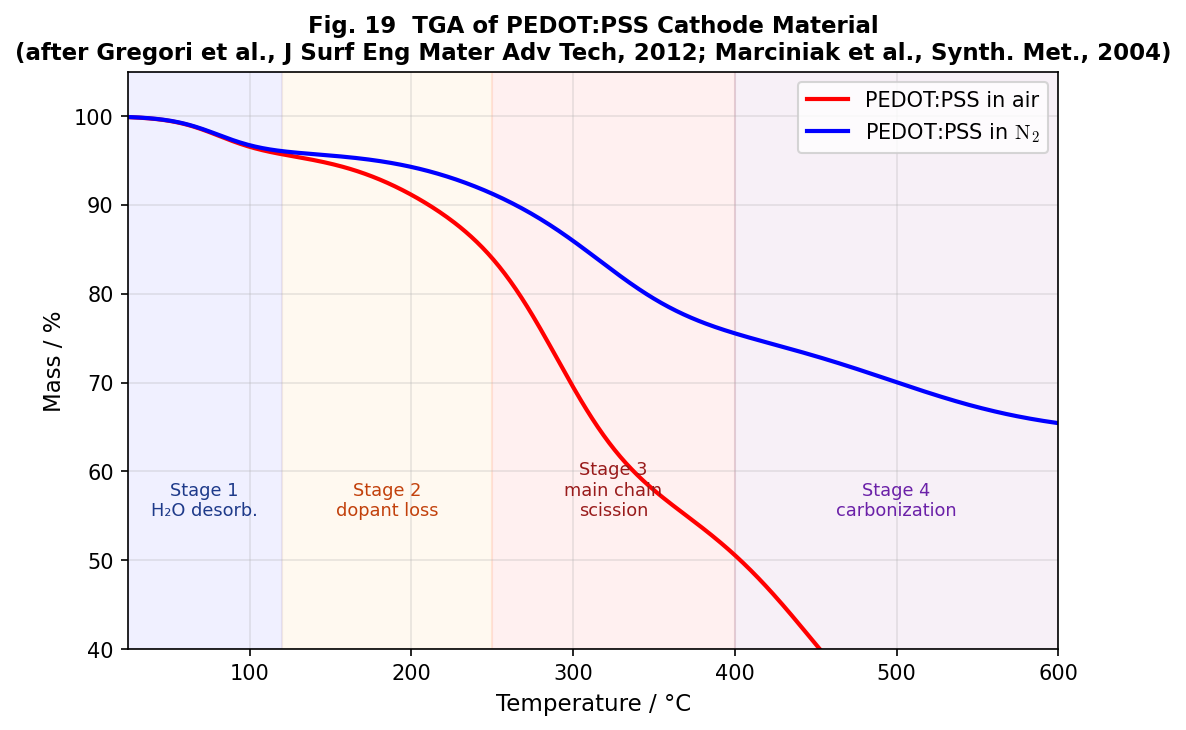 Fig. 19  TGA of PEDOT:PSS Cathode Material
(after Gregori et al., J Surf Eng Mater Adv Tech, 2012; Marciniak et al., Synth. Met., 2004)
PEDOT:PSS in air
PEDOT:PSS in N₂
Mass / %
100
90
80
70
60
50
40
Stage 1
H₂O desorb.
Stage 2
dopant loss
Stage 3
main chain
scission
Stage 4
carbonization
100
200
300
400
500
600
Temperature / °C